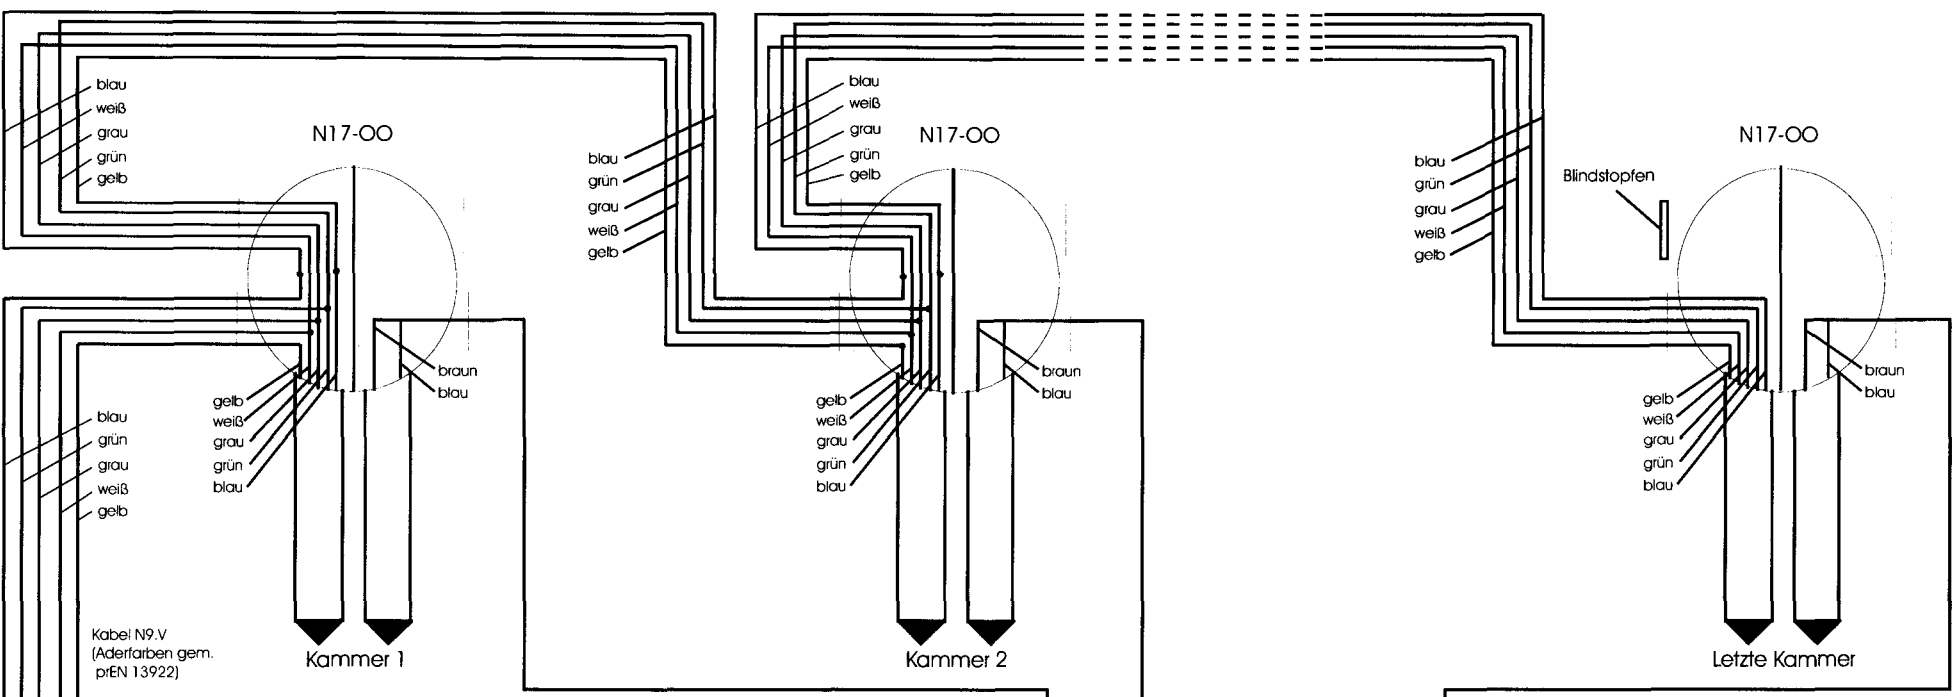 blau
weiß
grau
grün
gelb
N17-OO
blau
grün
grau
weiß
gelb
blau
weiß
grau
grün
gelb
N17-OO
blau
grün
grau
weiß
gelb
Blindstopfen
N17-OO
braun
blau
gelb
weiß
grau
grün
blau
braun
blau
gelb
weiß
grau
grün
blau
braun
blau
gelb
weiß
grau
grün
blau
blau
grün
grau
weiß
gelb
Kabel N9.V
(Aderfarben gem.
prEN 13922)
Kammer 1
Kammer 2
Letzte Kammer